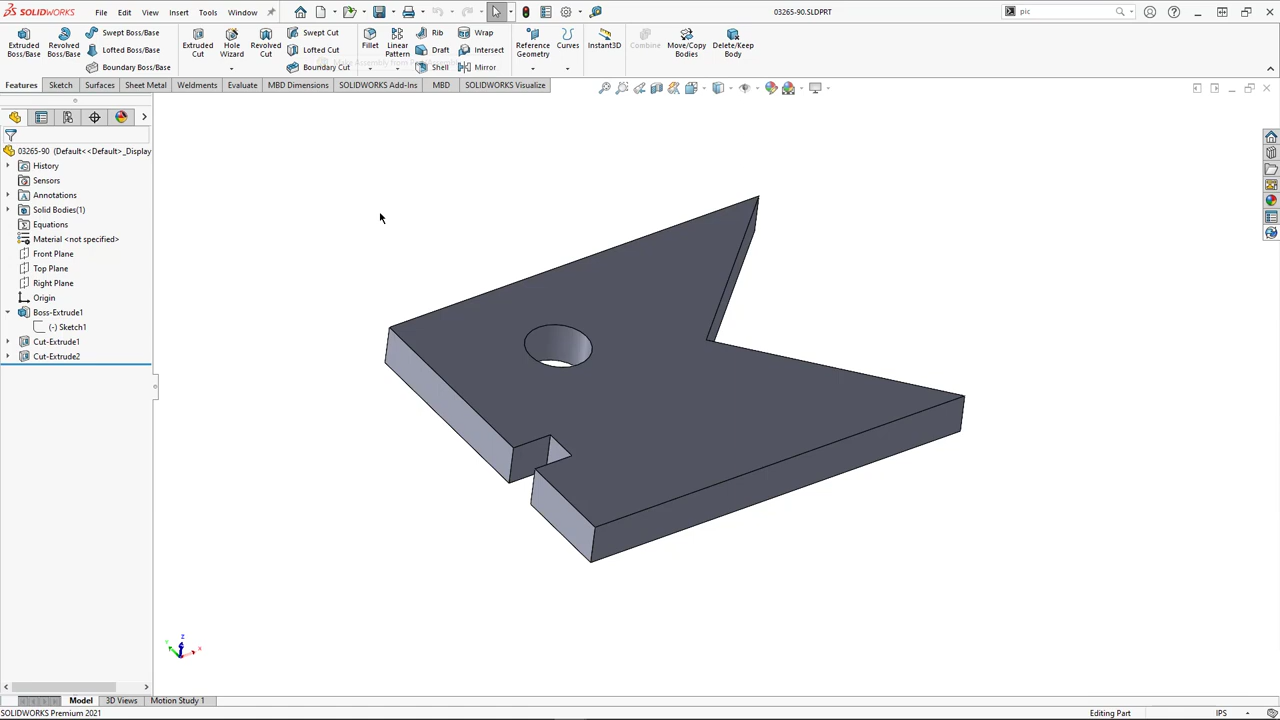 SOLIDWORKS File Edit View Insert Tools Window 03265-90.SLDPRT pic
Extruded Boss/Base
Revolved Boss/Base
Swept Boss/Base
Lofted Boss/Base
Boundary Boss/Base
Extruded Cut
Hole Wizard
Revolved Cut
Swept Cut
Lofted Cut
Boundary Cut
Fillet
Linear Pattern
Rib
Draft
Shell
Wrap
Intersect
Mirror
Reference Geometry
Curves
Instant3D
Combine
Move/Copy Bodies
Delete/Keep Body
Features Sketch Surfaces Sheet Metal Weldments Evaluate MBD Dimensions SOLIDWORKS Add-Ins MBD SOLIDWORKS Visualize
03265-90 (Default<<Default>_Display
History
Sensors
Annotations
Solid Bodies(1)
Equations
Material <not specified>
Front Plane
Top Plane
Right Plane
Origin
Boss-Extrude1
(-) Sketch1
Cut-Extrude1
Cut-Extrude2
Z
X
Model 3D Views Motion Study 1
SOLIDWORKS Premium 2021 Editing Part IPS